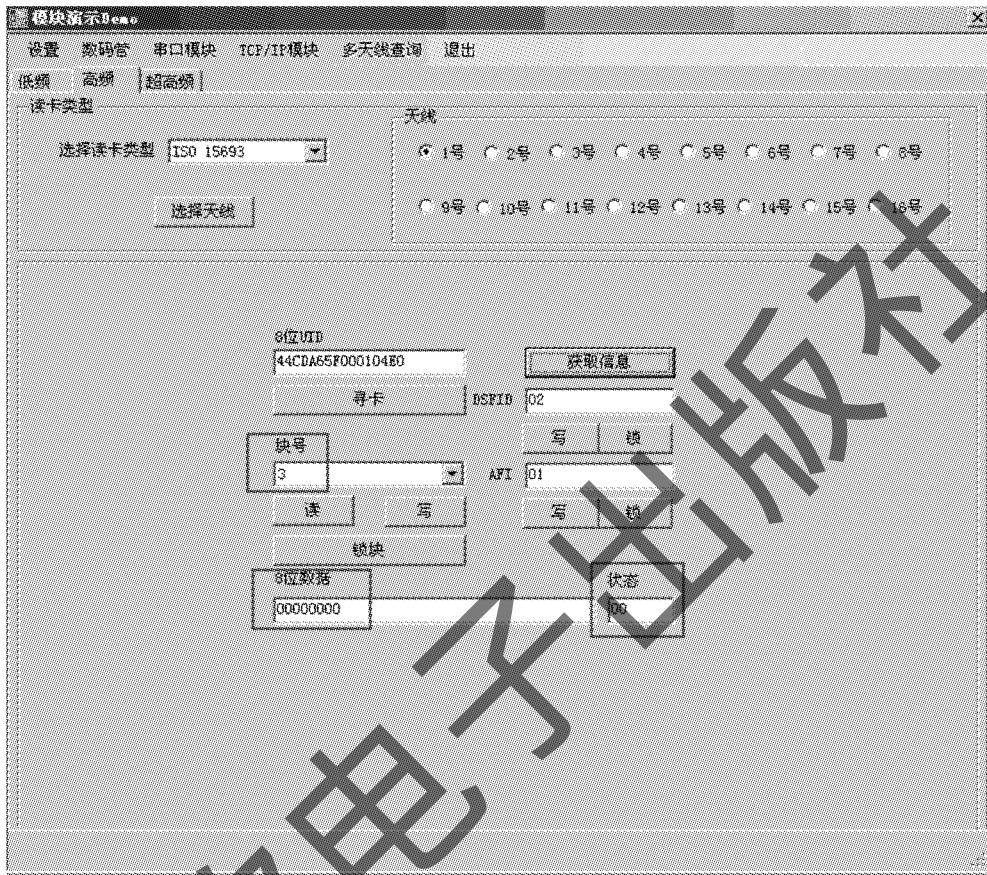 模块演示Demo
设置 数码管 串口模块 TCP/IP模块 多天线查询 退出
低频 高频 超高频
读卡类型
选择读卡类型 ISO 15693
选择天线
天线
1号 2号 3号 4号 5号 6号 7号 8号
9号 10号 11号 12号 13号 14号 15号 16号
8位UID
44CDA65F000104E0
获取信息
寻卡
DSFID 02
写 锁
块号
3
AFI 01
读 写
写 锁
锁块
8位数据
00000000
状态
00
电子出版社